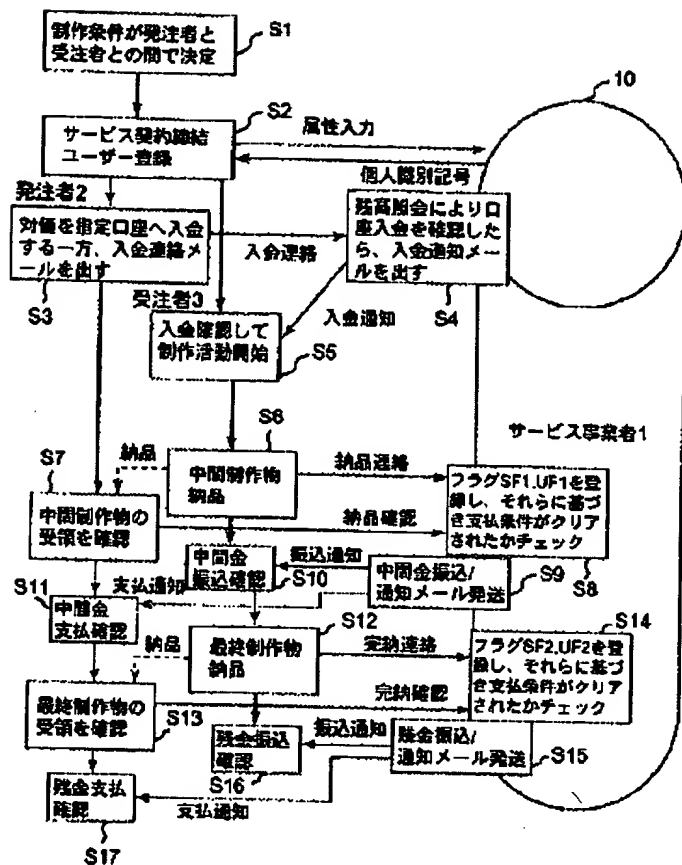 制作条件が発注者と
受注者との間で決定
S1
10
S2
サービス契約締結
ユーザー登録
属性入力
個人識別記号
発注者2
対価を指定口座へ入金
する一方、入金連絡メ
ールを出す
S3
入金連絡
残高照会により口
座入金を確認した
ら、入金通知メー
ルを出す
S4
受注者3
入金通知
入金確認して
制作活動開始
S5
サービス事業者1
S6
S7
納品
中間制作物
納品
納品連絡
フラグSF1,UF1を登
録し、それらに基づ
き支払条件がクリア
されたかチェック
S8
中間制作物の
受領を確認
納品確認
中間金
振込確認
S10
振込通知
中間金振込/
通知メール発送
S9
S11
支払通知
中間金
支払確認
S12
S14
納品
最終制作物
納品
完納連絡
フラグSF2,UF2を登
録し、それらに基づ
き支払条件がクリア
されたかチェック
最終制作物の
受領を確認
S13
完納確認
残金振込
確認
S16
振込通知
残金振込/
通知メール発送
S15
残金支払
確認
支払通知
S17